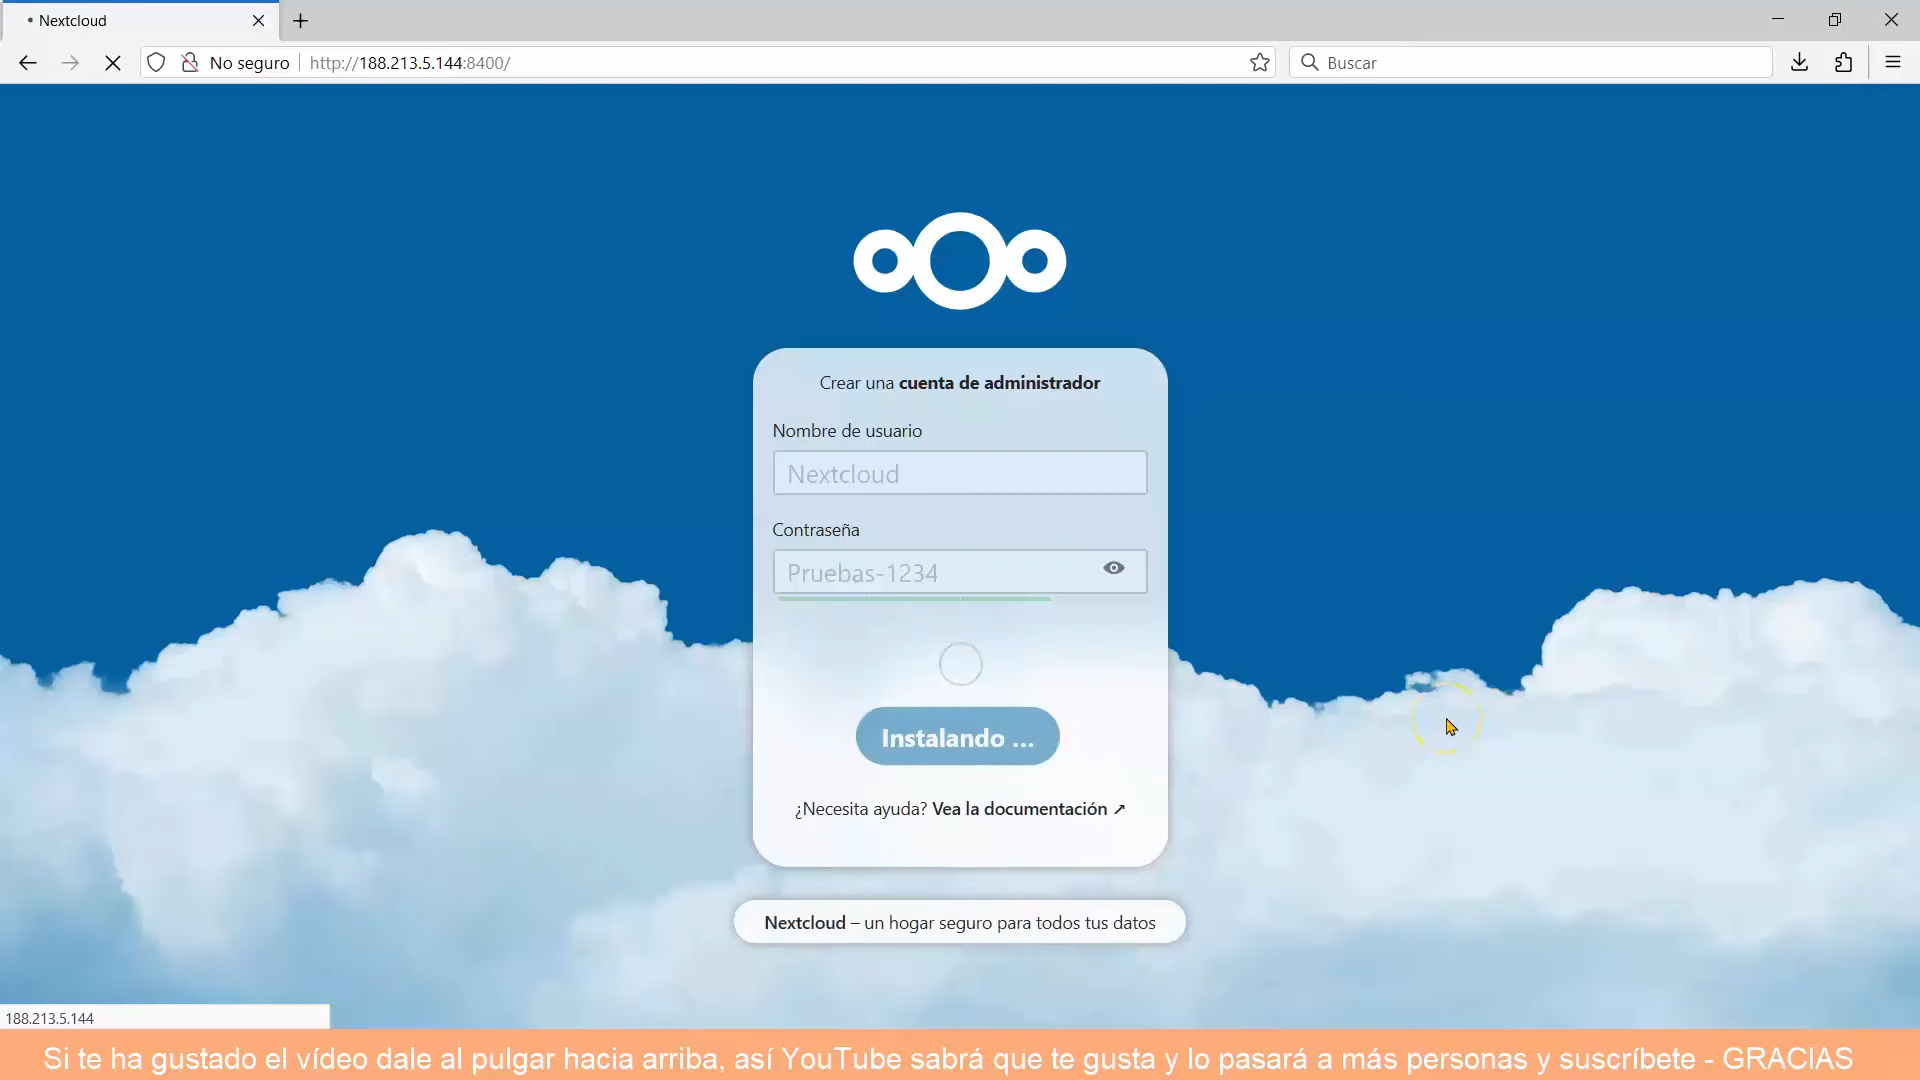 Nextcloud
No seguro
http://188.213.5.144:8400/
Buscar
Crear una cuenta de administrador
Nombre de usuario
Nextcloud
Contraseña
Pruebas-1234
Instalando ...
¿Necesita ayuda? Vea la documentación ↗
Nextcloud – un hogar seguro para todos tus datos
188.213.5.144
Si te ha gustado el vídeo dale al pulgar hacia arriba, así YouTube sabrá que te gusta y lo pasará a más personas y suscríbete - GRACIAS